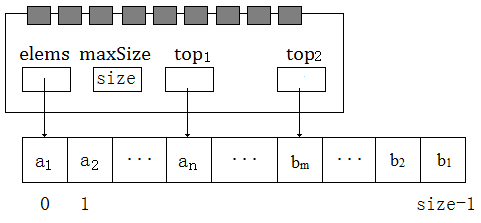 elems maxSize top₁ top₂
size
a₁ a₂ ··· aₙ ··· bₘ ··· b₂ b₁
0 1 size-1